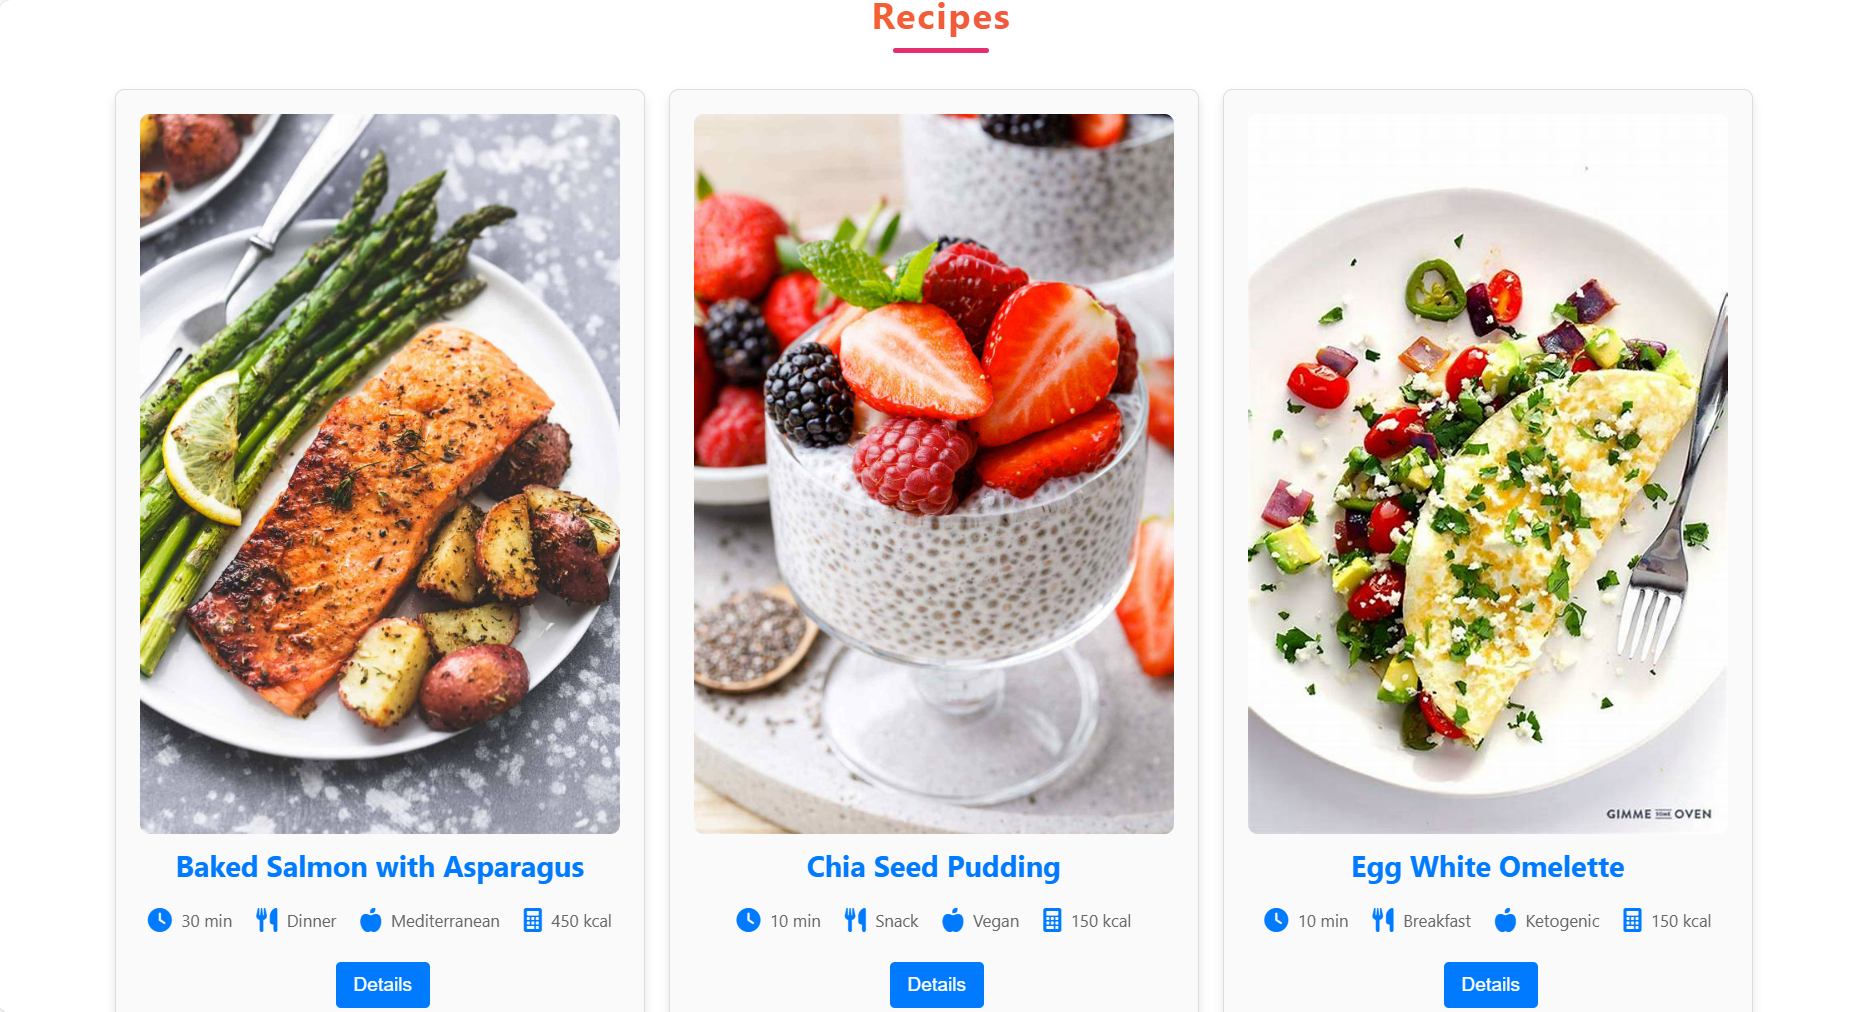 Recipes
GIMME SOME OVEN
Baked Salmon with Asparagus
30 min Dinner Mediterranean 450 kcal
Details
Chia Seed Pudding
10 min Snack Vegan 150 kcal
Details
Egg White Omelette
10 min Breakfast Ketogenic 150 kcal
Details